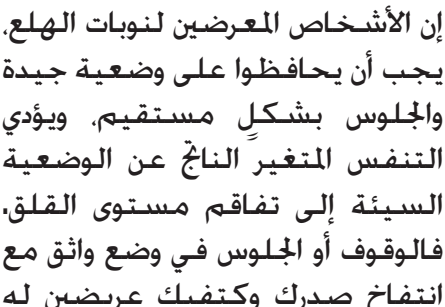 إن الأشخاص المعرضين لنوبات الهلع،
يجب أن يحافظوا على وضعية جيدة
والجلوس بشكلٍ مستقيم، ويؤدي
التنفس المتغير الناتج عن الوضعية
السيئة إلى تفاقم مستوى القلق.
فالوقوف أو الجلوس في وضع واثق مع
انتفاخ صدرك وكتفيك عريضين له